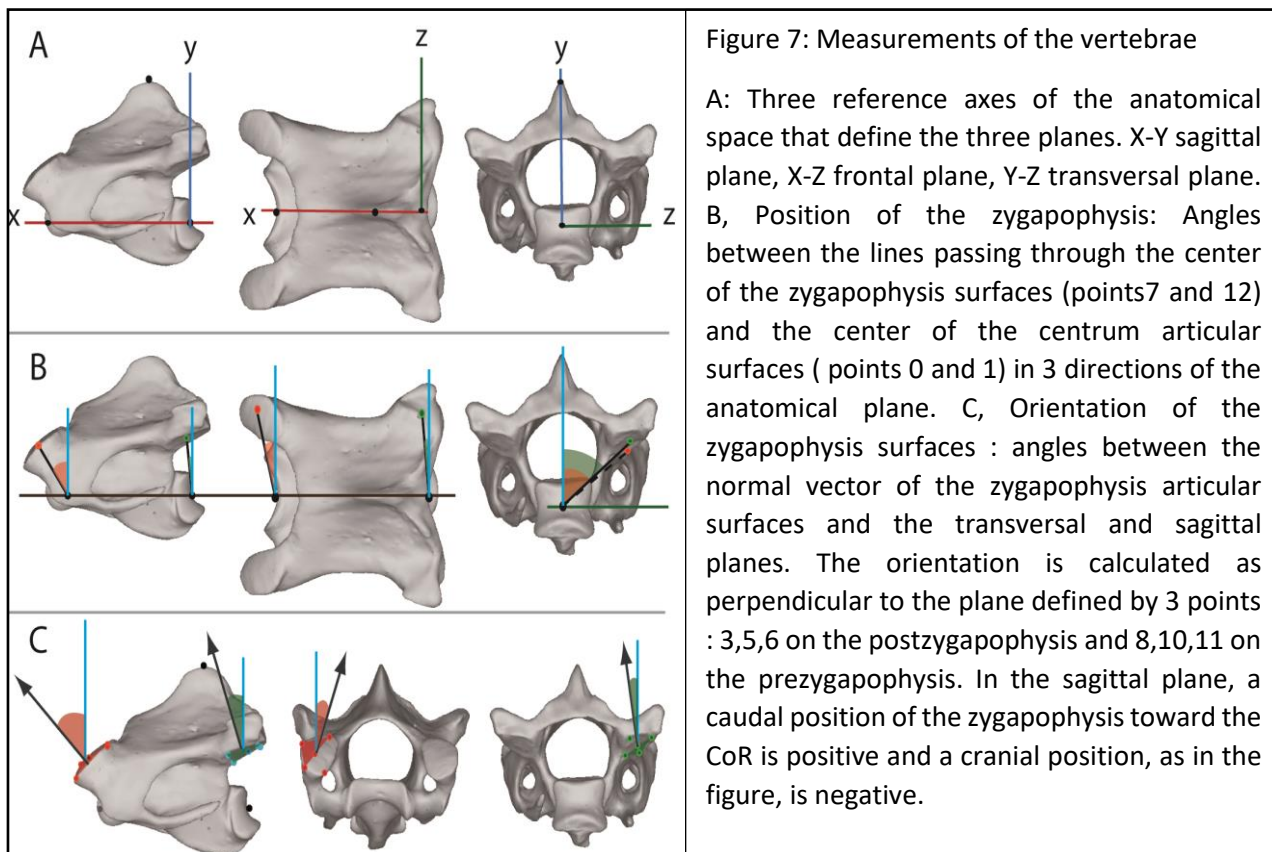 A
y
x
z
x
y
z
B
C
Figure 7: Measurements of the vertebrae
A: Three reference axes of the anatomical
space that define the three planes. X-Y sagittal
plane, X-Z frontal plane, Y-Z transversal plane.
B, Position of the zygapophysis: Angles
between the lines passing through the center
of the zygapophysis surfaces (points7 and 12)
and the center of the centrum articular
surfaces ( points 0 and 1) in 3 directions of the
anatomical plane. C, Orientation of the
zygapophysis surfaces : angles between the
normal vector of the zygapophysis articular
surfaces and the transversal and sagittal
planes. The orientation is calculated as
perpendicular to the plane defined by 3 points
: 3,5,6 on the postzygapophysis and 8,10,11 on
the prezygapophysis. In the sagittal plane, a
caudal position of the zygapophysis toward the
CoR is positive and a cranial position, as in the
figure, is negative.